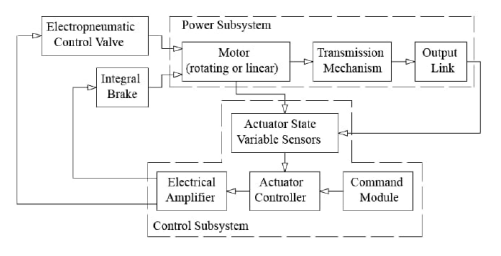 Electropneumatic
Control Valve
Power Subsystem
Motor
(rotating or linear)
Transmission
Mechanism
Output
Link
Integral
Brake
Actuator State
Variable Sensors
Electrical
Amplifier
Actuator
Controller
Command
Module
Control Subsystem